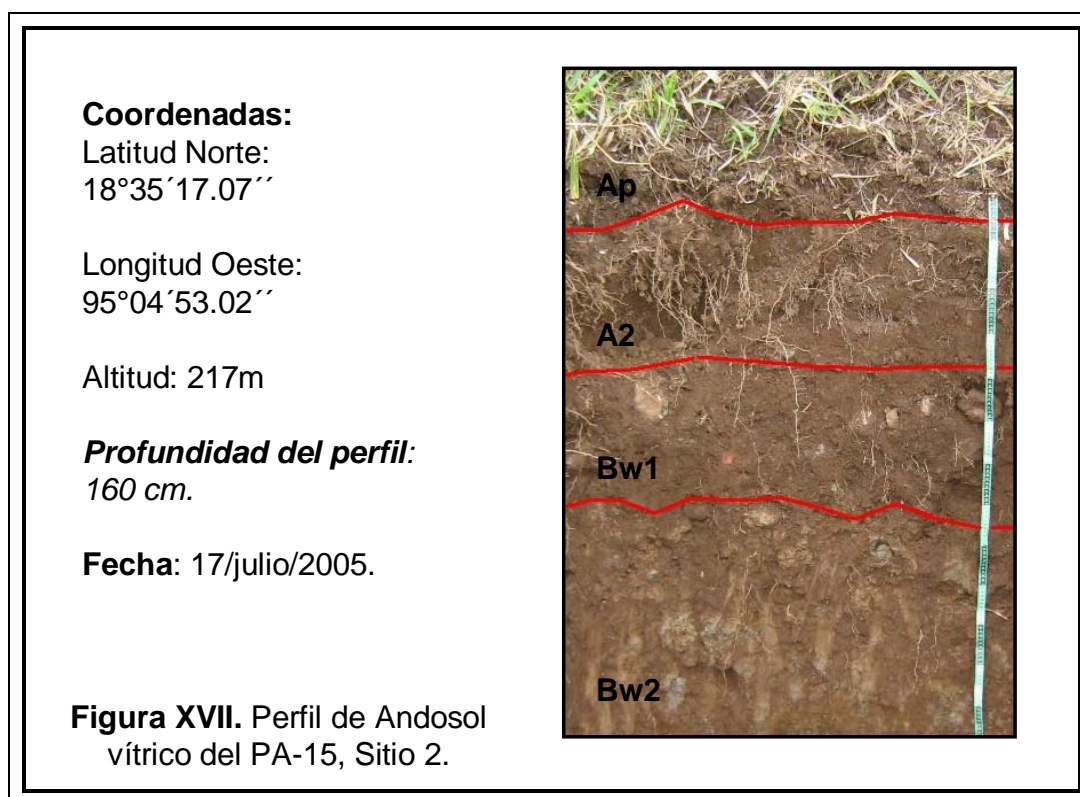 Coordenadas:
Latitud Norte:
18°35´17.07´´
Longitud Oeste:
95°04´53.02´´
Altitud: 217m
Profundidad del perfil:
160 cm.
Fecha: 17/julio/2005.
Figura XVII. Perfil de Andosol
vítrico del PA-15, Sitio 2.
Ap
A2
Bw1
Bw2